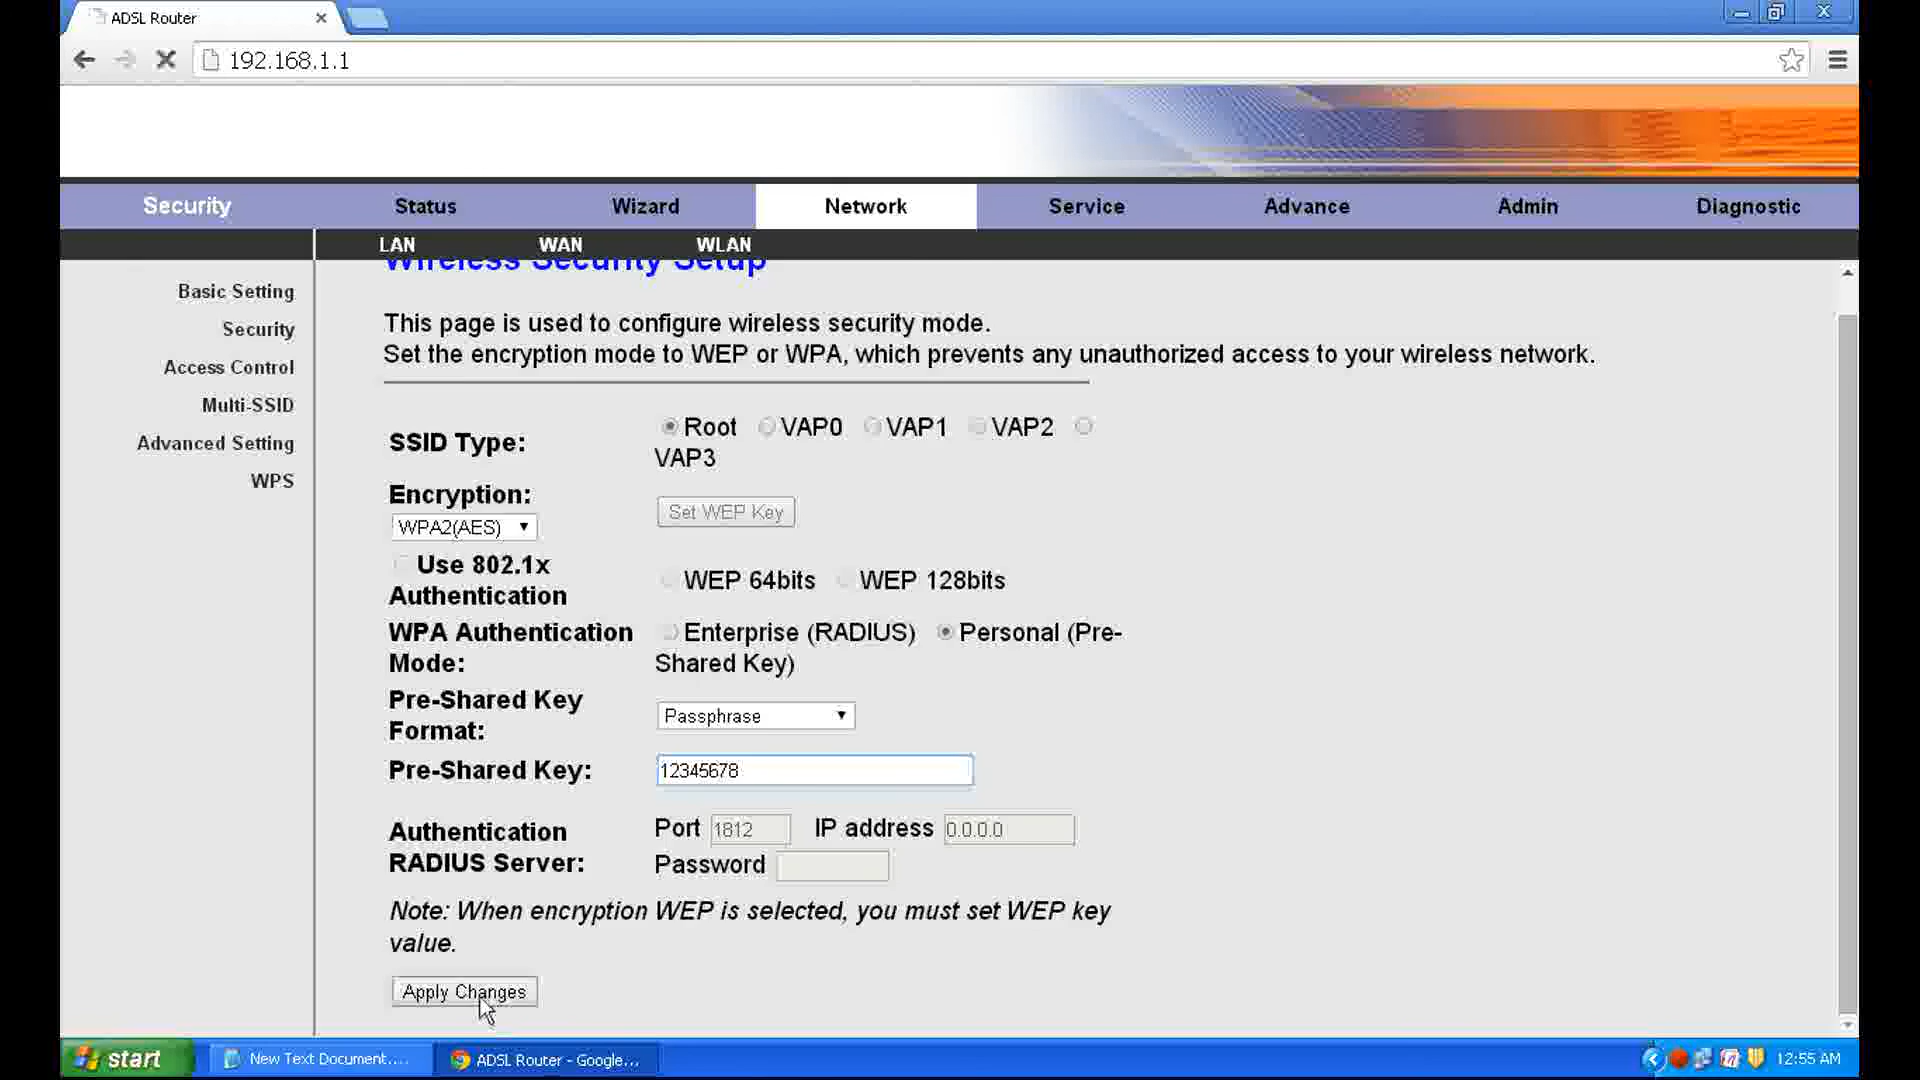 ADSL Router
192.168.1.1
Security Status Wizard Network Service Advance Admin Diagnostic
LAN WAN WLAN
Wireless Security Setup
Basic Setting
Security
Access Control
Multi-SSID
Advanced Setting
WPS
This page is used to configure wireless security mode.
Set the encryption mode to WEP or WPA, which prevents any unauthorized access to your wireless network.
SSID Type:
Root VAP0 VAP1 VAP2
VAP3
Encryption:
WPA2(AES)
Set WEP Key
Use 802.1x
Authentication
WEP 64bits WEP 128bits
WPA Authentication
Mode:
Enterprise (RADIUS) Personal (Pre-
Shared Key)
Pre-Shared Key
Format:
Passphrase
Pre-Shared Key:
12345678
Authentication
RADIUS Server:
Port 1812 IP address 0.0.0.0
Password
Note: When encryption WEP is selected, you must set WEP key
value.
Apply Changes
start New Text Document.... ADSL Router - Google... 12:55 AM